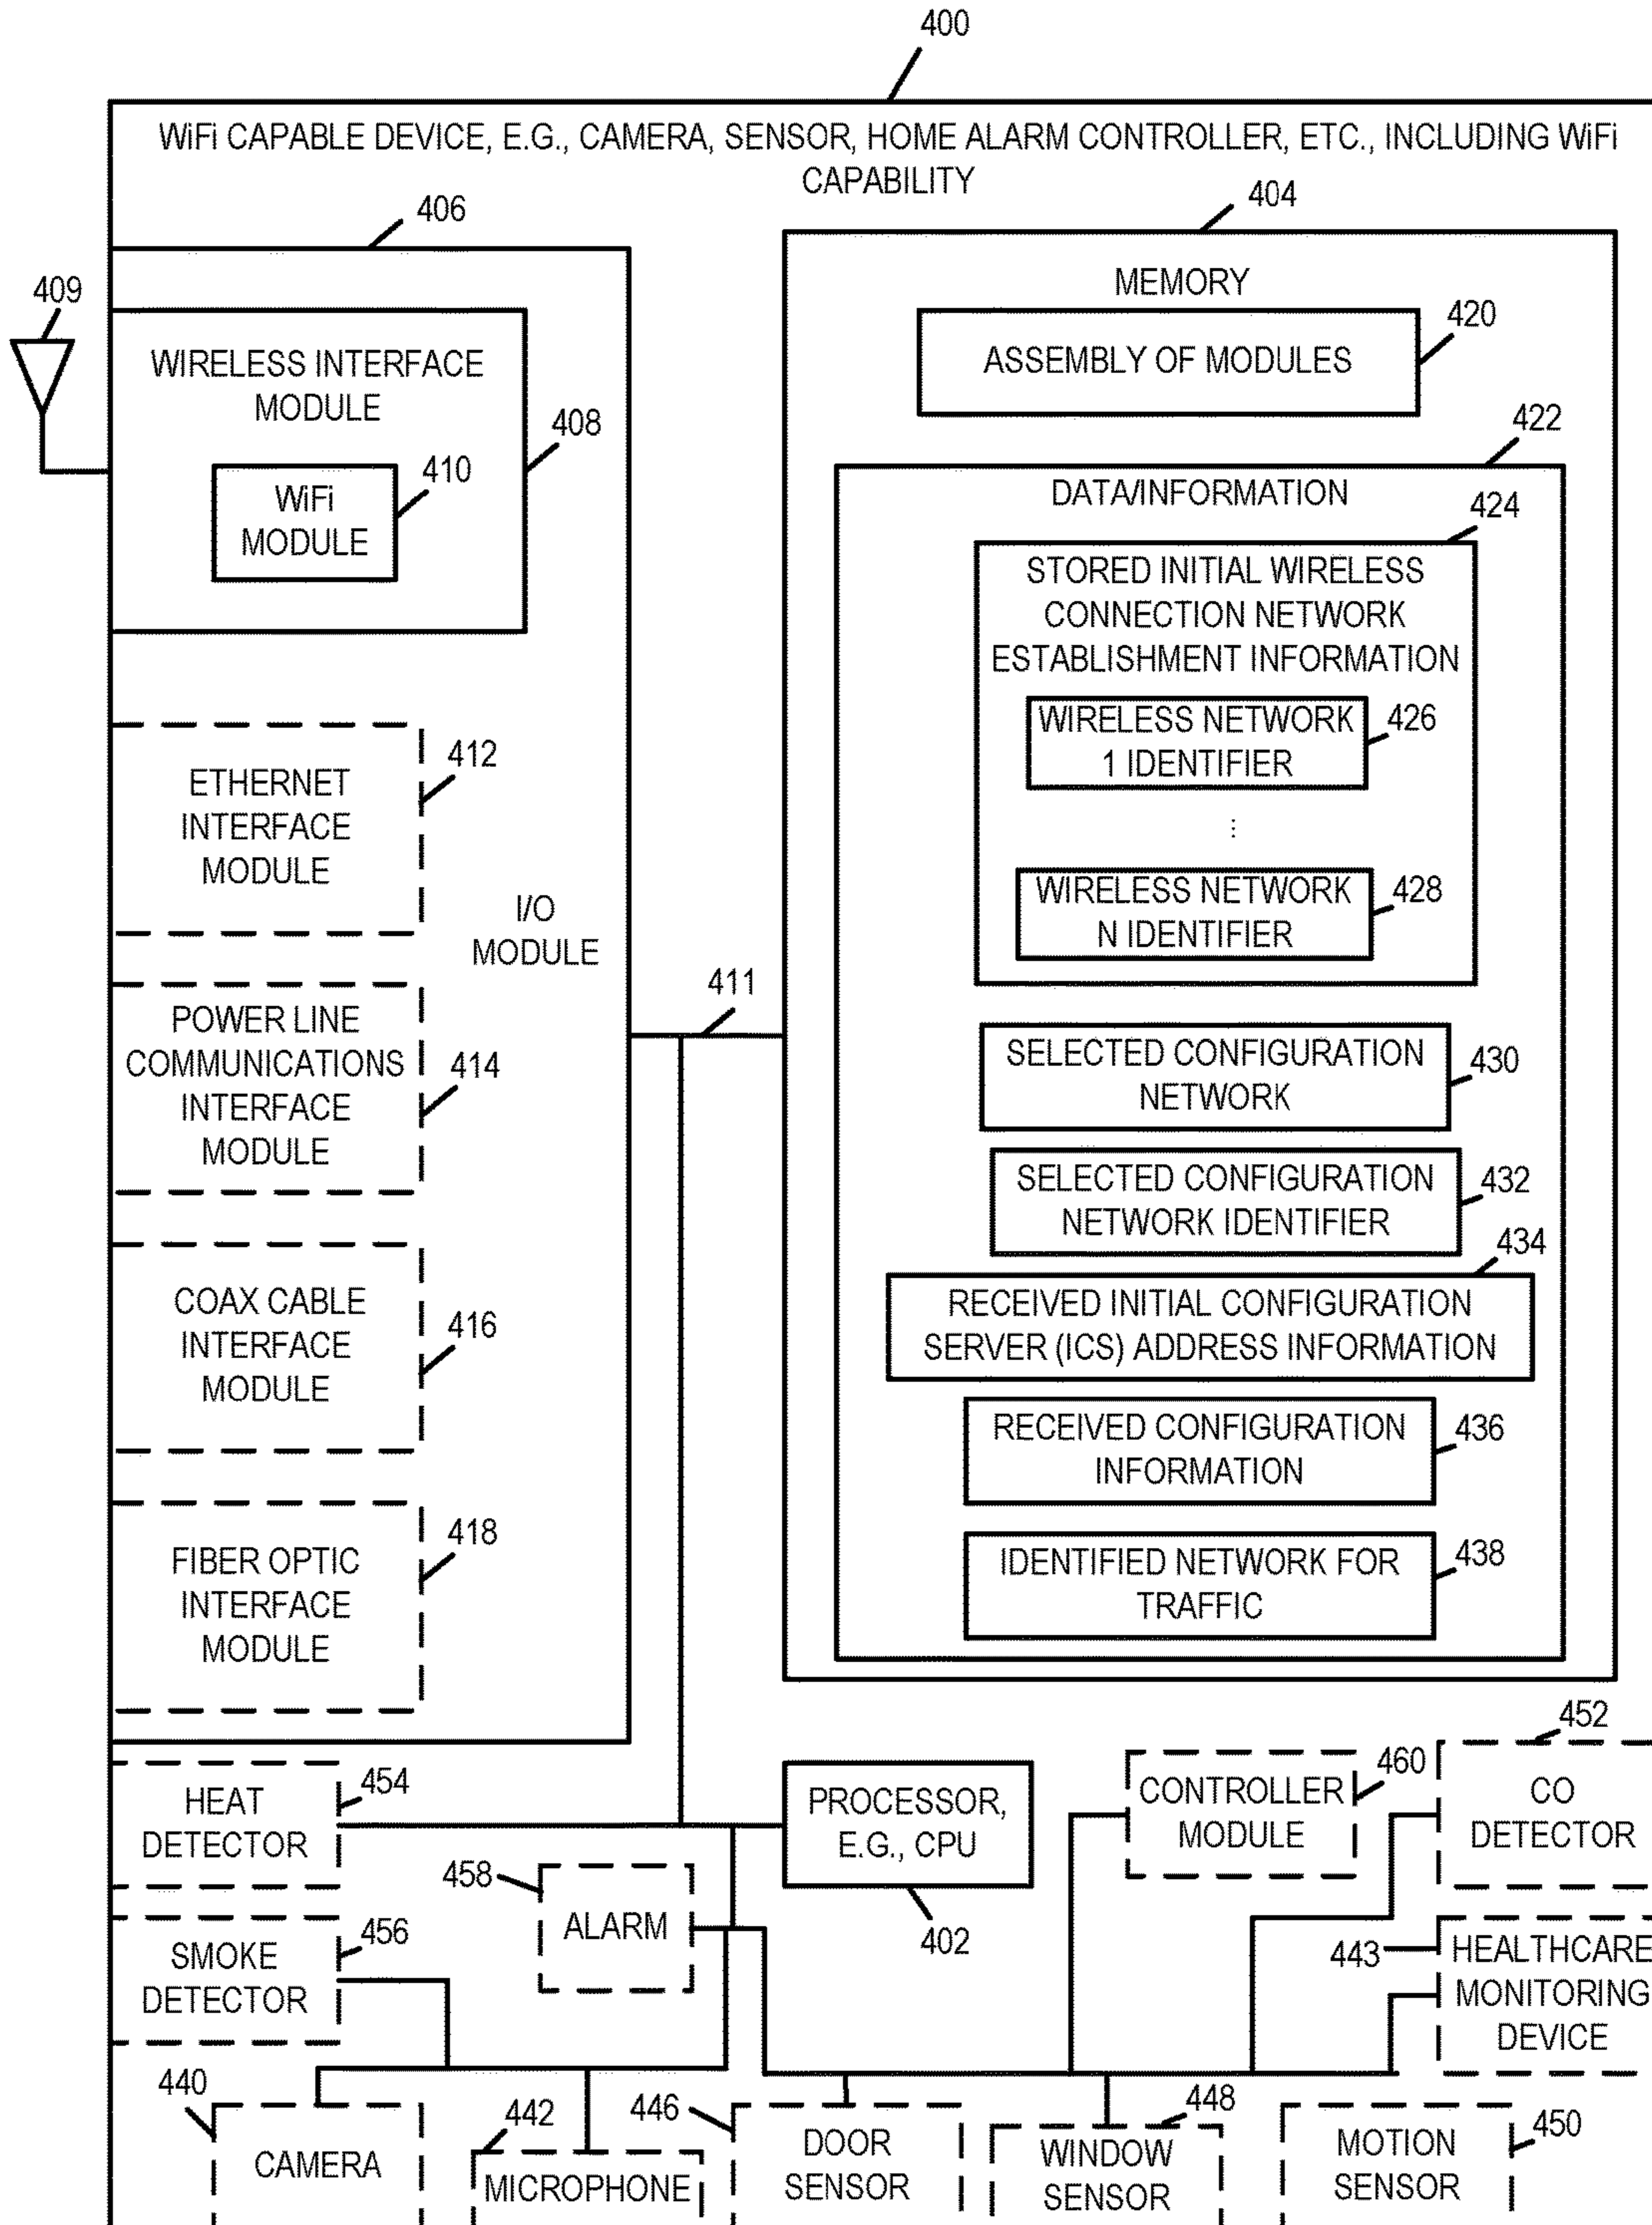 400
WiFi CAPABLE DEVICE, E.G., CAMERA, SENSOR, HOME ALARM CONTROLLER, ETC., INCLUDING WiFi
CAPABILITY
406
404
409
WIRELESS INTERFACE
MODULE
408
WiFi
MODULE
410
MEMORY
ASSEMBLY OF MODULES
420
422
DATA/INFORMATION
424
STORED INITIAL WIRELESS
CONNECTION NETWORK
ESTABLISHMENT INFORMATION
WIRELESS NETWORK
1 IDENTIFIER
426
...
WIRELESS NETWORK
N IDENTIFIER
428
ETHERNET
INTERFACE
MODULE
412
I/O
MODULE
411
POWER LINE
COMMUNICATIONS
INTERFACE
MODULE
414
SELECTED CONFIGURATION
NETWORK
430
SELECTED CONFIGURATION
NETWORK IDENTIFIER
432
434
COAX CABLE
INTERFACE
MODULE
416
RECEIVED INITIAL CONFIGURATION
SERVER (ICS) ADDRESS INFORMATION
RECEIVED CONFIGURATION
INFORMATION
436
FIBER OPTIC
INTERFACE
MODULE
418
IDENTIFIED NETWORK FOR
TRAFFIC
438
HEAT
DETECTOR
454
PROCESSOR,
E.G., CPU
402
CONTROLLER
MODULE
460
452
CO
DETECTOR
458
ALARM
SMOKE
DETECTOR
456
443
HEALTHCARE
MONITORING
DEVICE
440
CAMERA
442
MICROPHONE
446
DOOR
SENSOR
448
WINDOW
SENSOR
MOTION
SENSOR
450